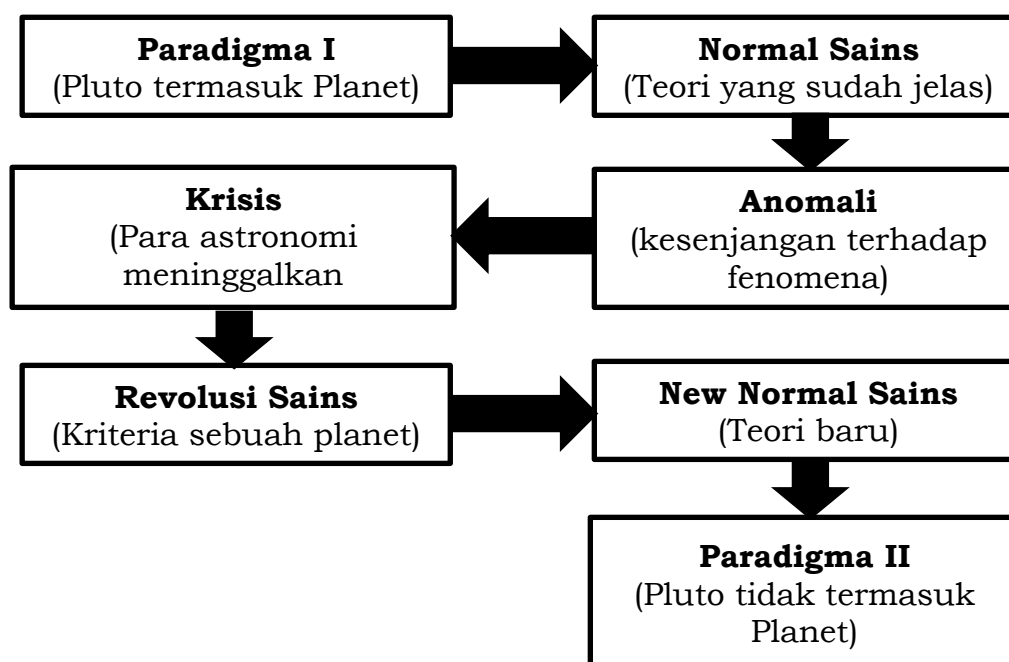 Paradigma I
(Pluto termasuk Planet)
Normal Sains
(Teori yang sudah jelas)
Anomali
(kesenjangan terhadap
fenomena)
Krisis
(Para astronomi
meninggalkan
Revolusi Sains
(Kriteria sebuah planet)
New Normal Sains
(Teori baru)
Paradigma II
(Pluto tidak termasuk
Planet)